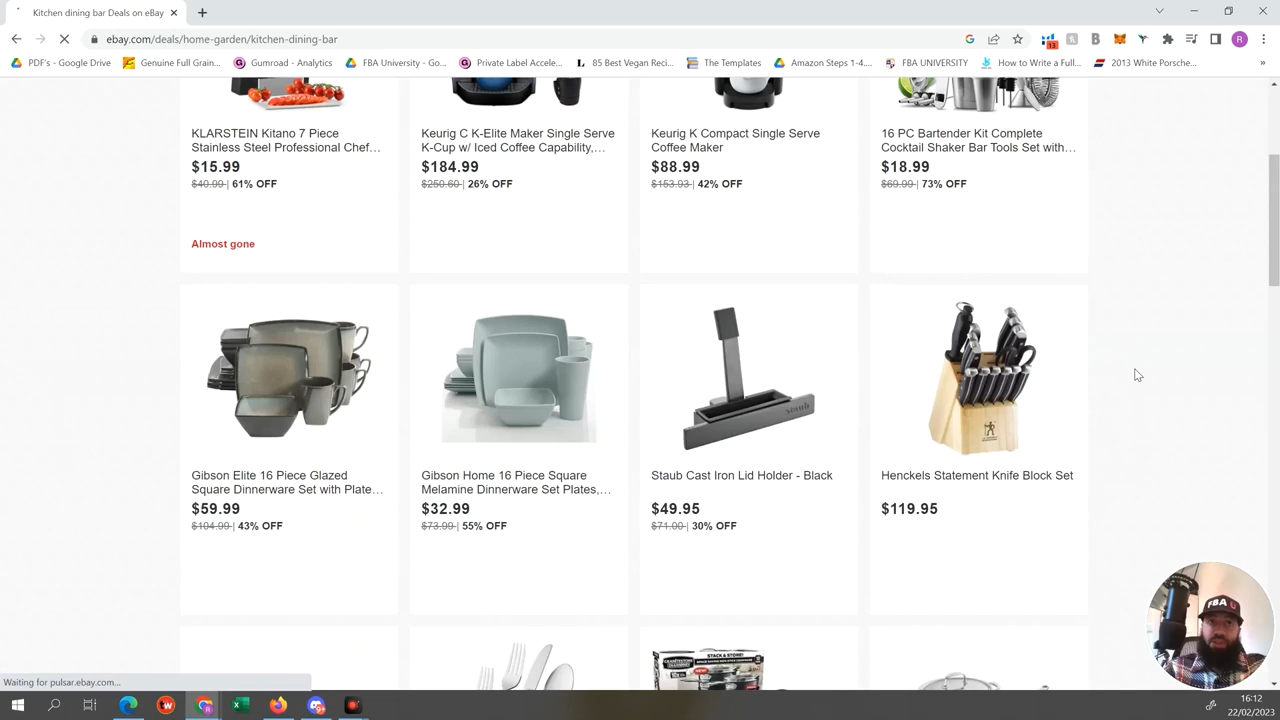 Kitchen dining bar Deals on eBay
ebay.com/deals/home-garden/kitchen-dining-bar
13
R
PDF's - Google Drive
Genuine Full Grain...
Gumroad - Analytics
FBA University - Go...
Private Label Accele...
85 Best Vegan Reci...
The Templates
Amazon Steps 1-4....
FBA UNIVERSITY
How to Write a Full...
2013 White Porsche...
»
KLARSTEIN Kitano 7 Piece
Stainless Steel Professional Chef...
$15.99
$40.99 | 61% OFF
Almost gone
Keurig C K-Elite Maker Single Serve
K-Cup w/ Iced Coffee Capability,...
$184.99
$250.60 | 26% OFF
Keurig K Compact Single Serve
Coffee Maker
$88.99
$153.93 | 42% OFF
16 PC Bartender Kit Complete
Cocktail Shaker Bar Tools Set with...
$18.99
$69.99 | 73% OFF
Gibson Elite 16 Piece Glazed
Square Dinnerware Set with Plate...
$59.99
$104.99 | 43% OFF
Gibson Home 16 Piece Square
Melamine Dinnerware Set Plates,...
$32.99
$73.99 | 55% OFF
staub
Staub Cast Iron Lid Holder - Black
$49.95
$71.00 | 30% OFF
Henckels Statement Knife Block Set
$119.95
STACK & STORE!
FBA U
Waiting for pulsar.ebay.com...
16:12
22/02/2023